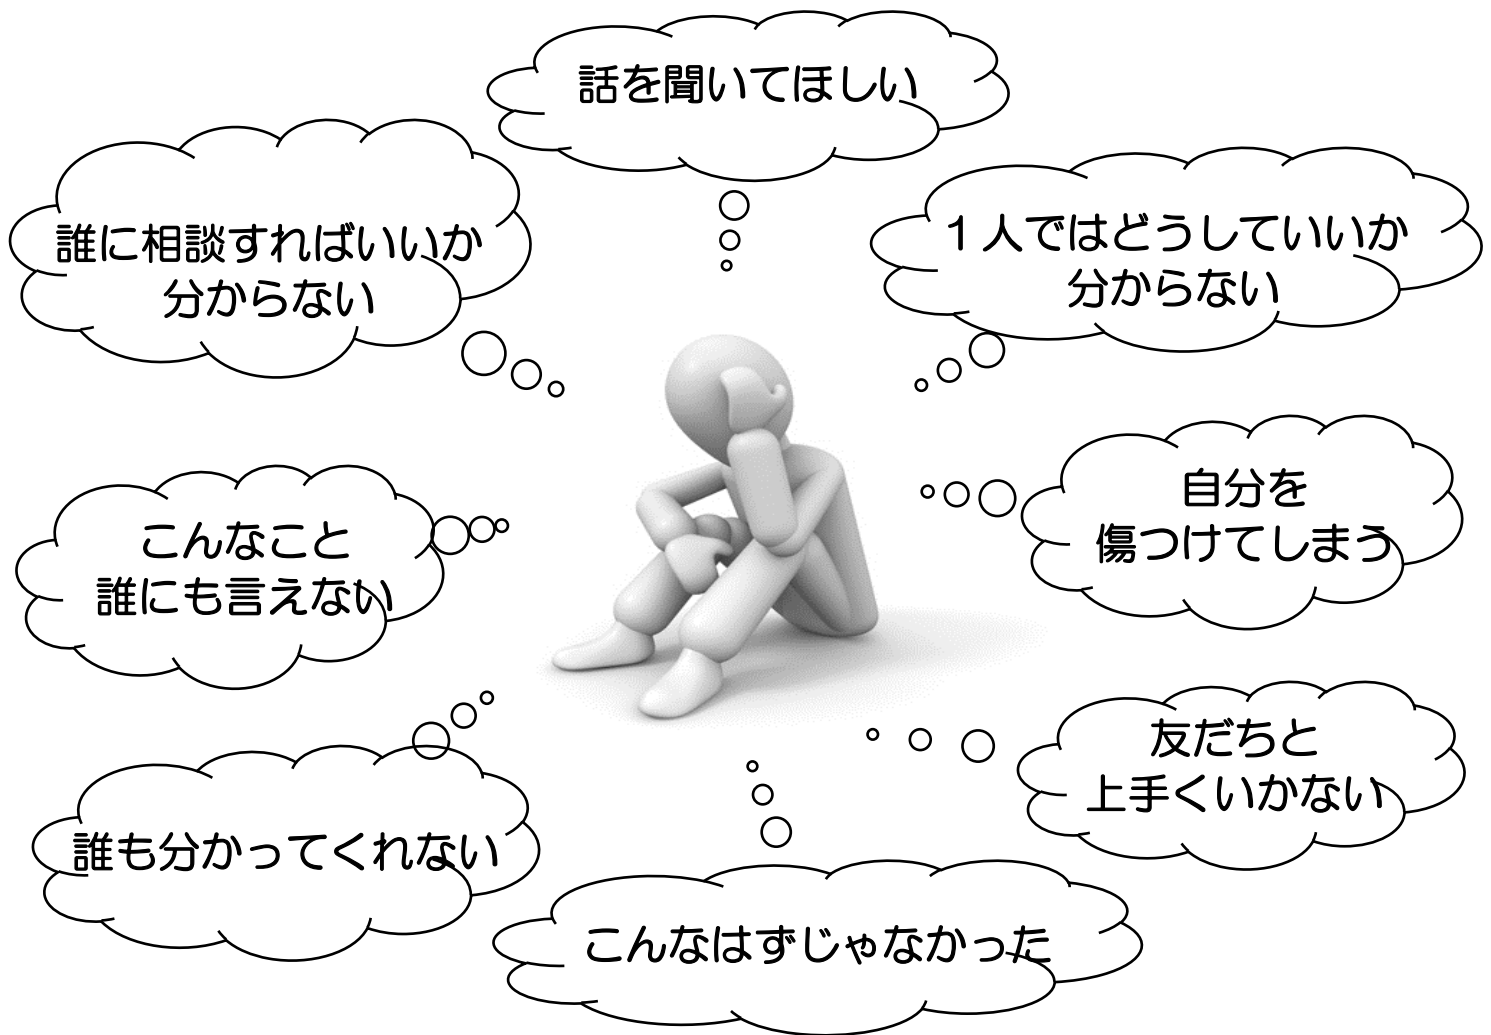 話を聞いてほしい
誰に相談すればいいか
分からない
１人ではどうしていいか
分からない
自分を
傷つけてしまう
こんなこと
誰にも言えない
友だちと
上手くいかない
誰も分かってくれない
こんなはずじゃなかった